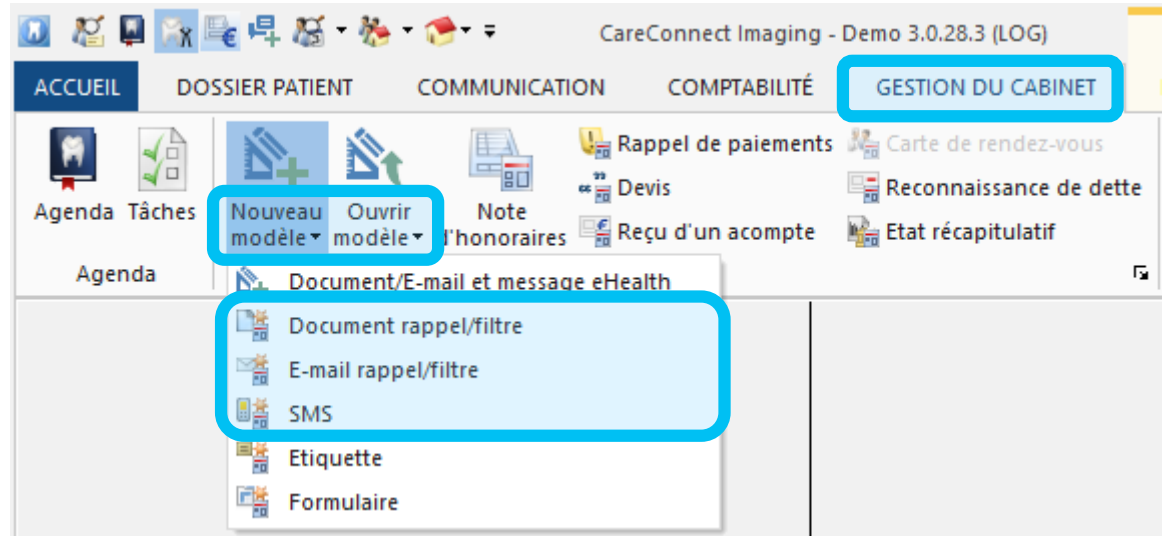 CareConnect Imaging - Demo 3.0.28.3 (LOG)
ACCUEIL DOSSIER PATIENT COMMUNICATION COMPTABILITÉ GESTION DU CABINET
Rappel de paiements Carte de rendez-vous
Devis Reconnaissance de dette
Agenda Tâches Nouveau modèle Ouvrir modèle Note d'honoraires
Reçu d'un acompte Etat récapitulatif
Agenda
Document/E-mail et message eHealth
Document rappel/filtre
E-mail rappel/filtre
SMS
Etiquette
Formulaire